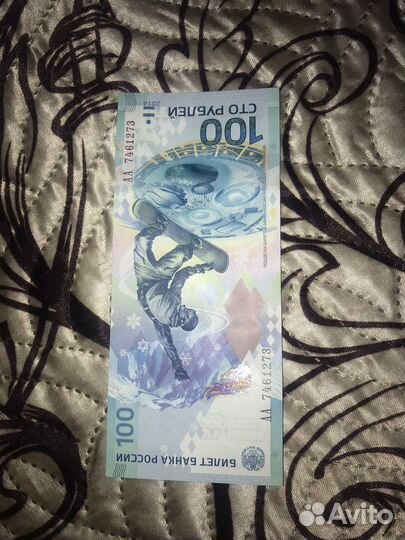 100
СТО РУБЛЕЙ
2014
АА 7461273
АА 7461273
100
БИЛЕТ БАНКА РОССИИ
Avito